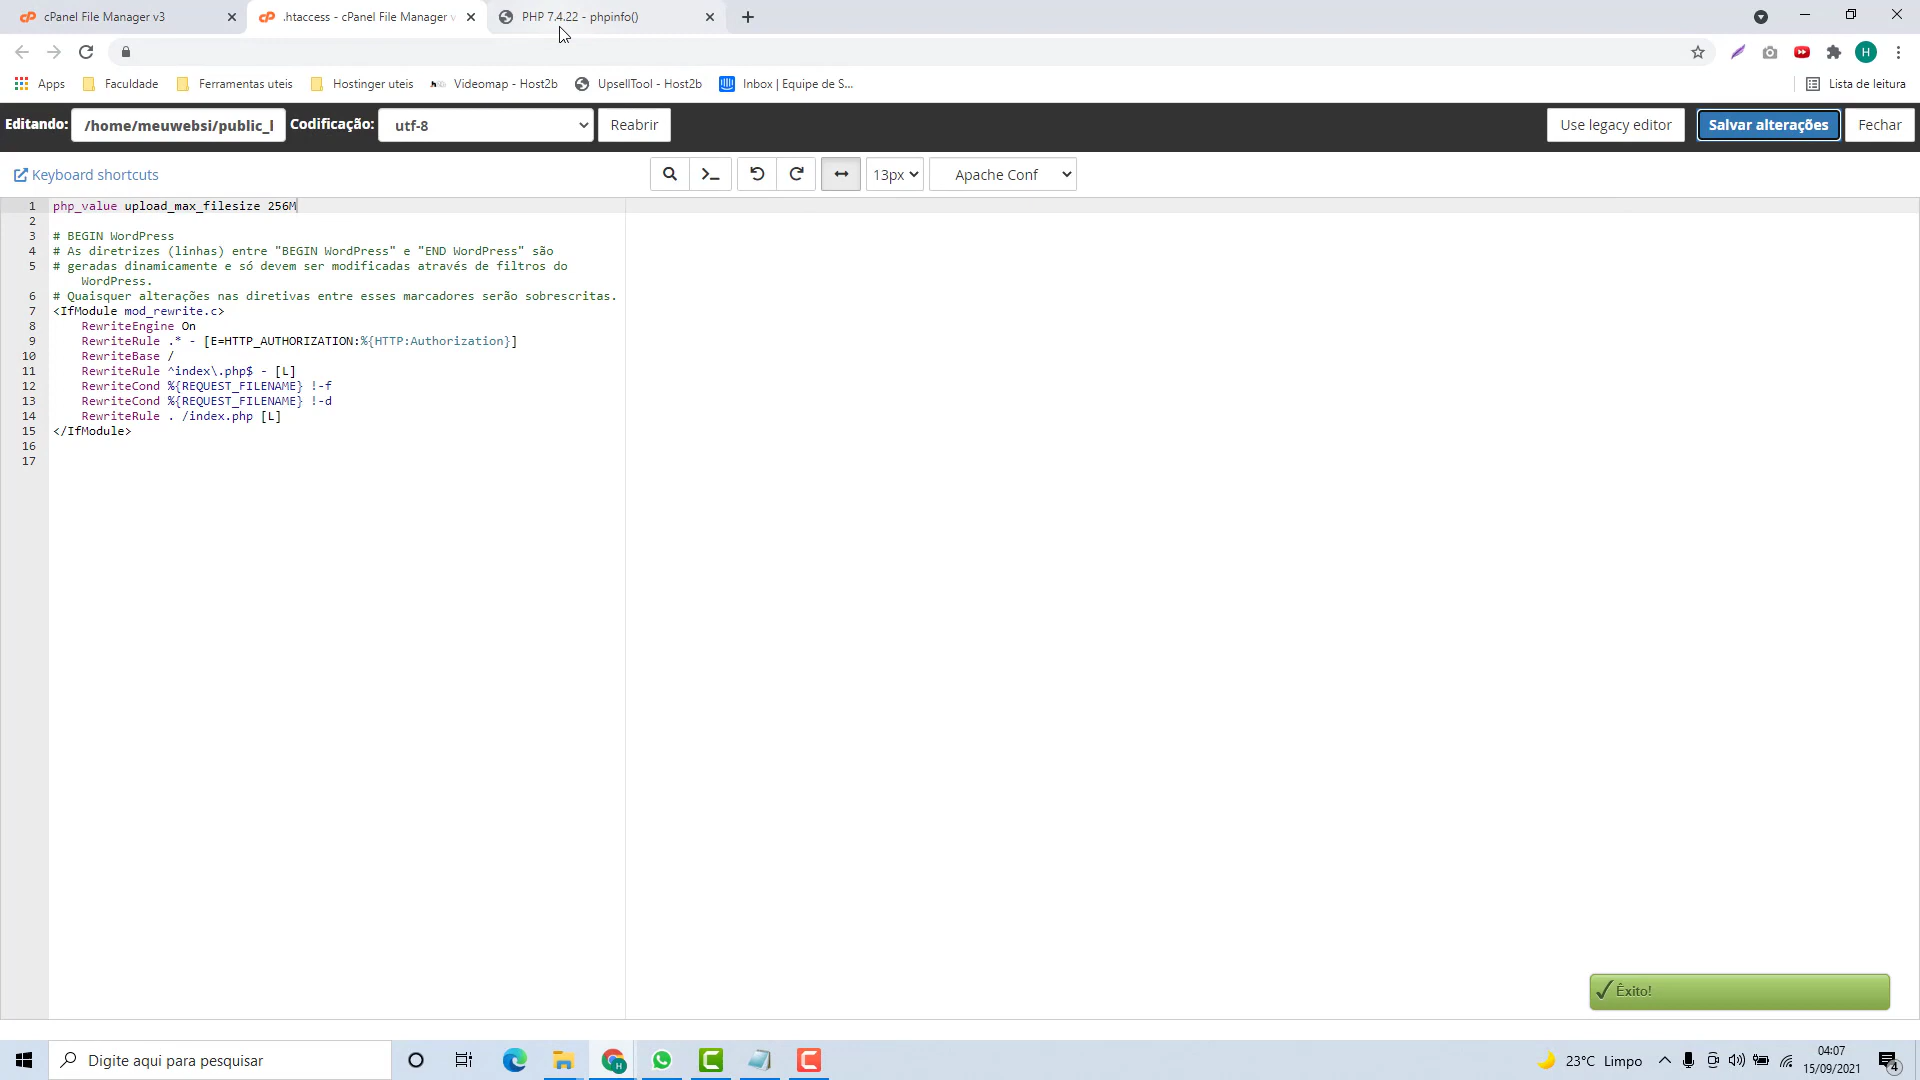 cPanel File Manager v3
.htaccess - cPanel File Manager v
PHP 7.4.22 - phpinfo()
H
Apps
Faculdade
Ferramentas uteis
Hostinger uteis
Videomap - Host2b
UpsellTool - Host2b
Inbox | Equipe de S...
Lista de leitura
Editando:
/home/meuwebsi/public_l
Codificação:
utf-8
Reabrir
Use legacy editor
Salvar alterações
Fechar
Keyboard shortcuts
13px
Apache Conf
1 php_value upload_max_filesize 256M
2
3 # BEGIN WordPress
4 # As diretrizes (linhas) entre "BEGIN WordPress" e "END WordPress" são
5 # geradas dinamicamente e só devem ser modificadas através de filtros do
WordPress.
6 # Quaisquer alterações nas diretivas entre esses marcadores serão sobrescritas.
7 <IfModule mod_rewrite.c>
8 RewriteEngine On
9 RewriteRule .* - [E=HTTP_AUTHORIZATION:%{HTTP:Authorization}]
10 RewriteBase /
11 RewriteRule ^index\.php$ - [L]
12 RewriteCond %{REQUEST_FILENAME} !-f
13 RewriteCond %{REQUEST_FILENAME} !-d
14 RewriteRule . /index.php [L]
15 </IfModule>
16
17
Êxito!
Digite aqui para pesquisar
23°C Limpo
04:07
15/09/2021
4